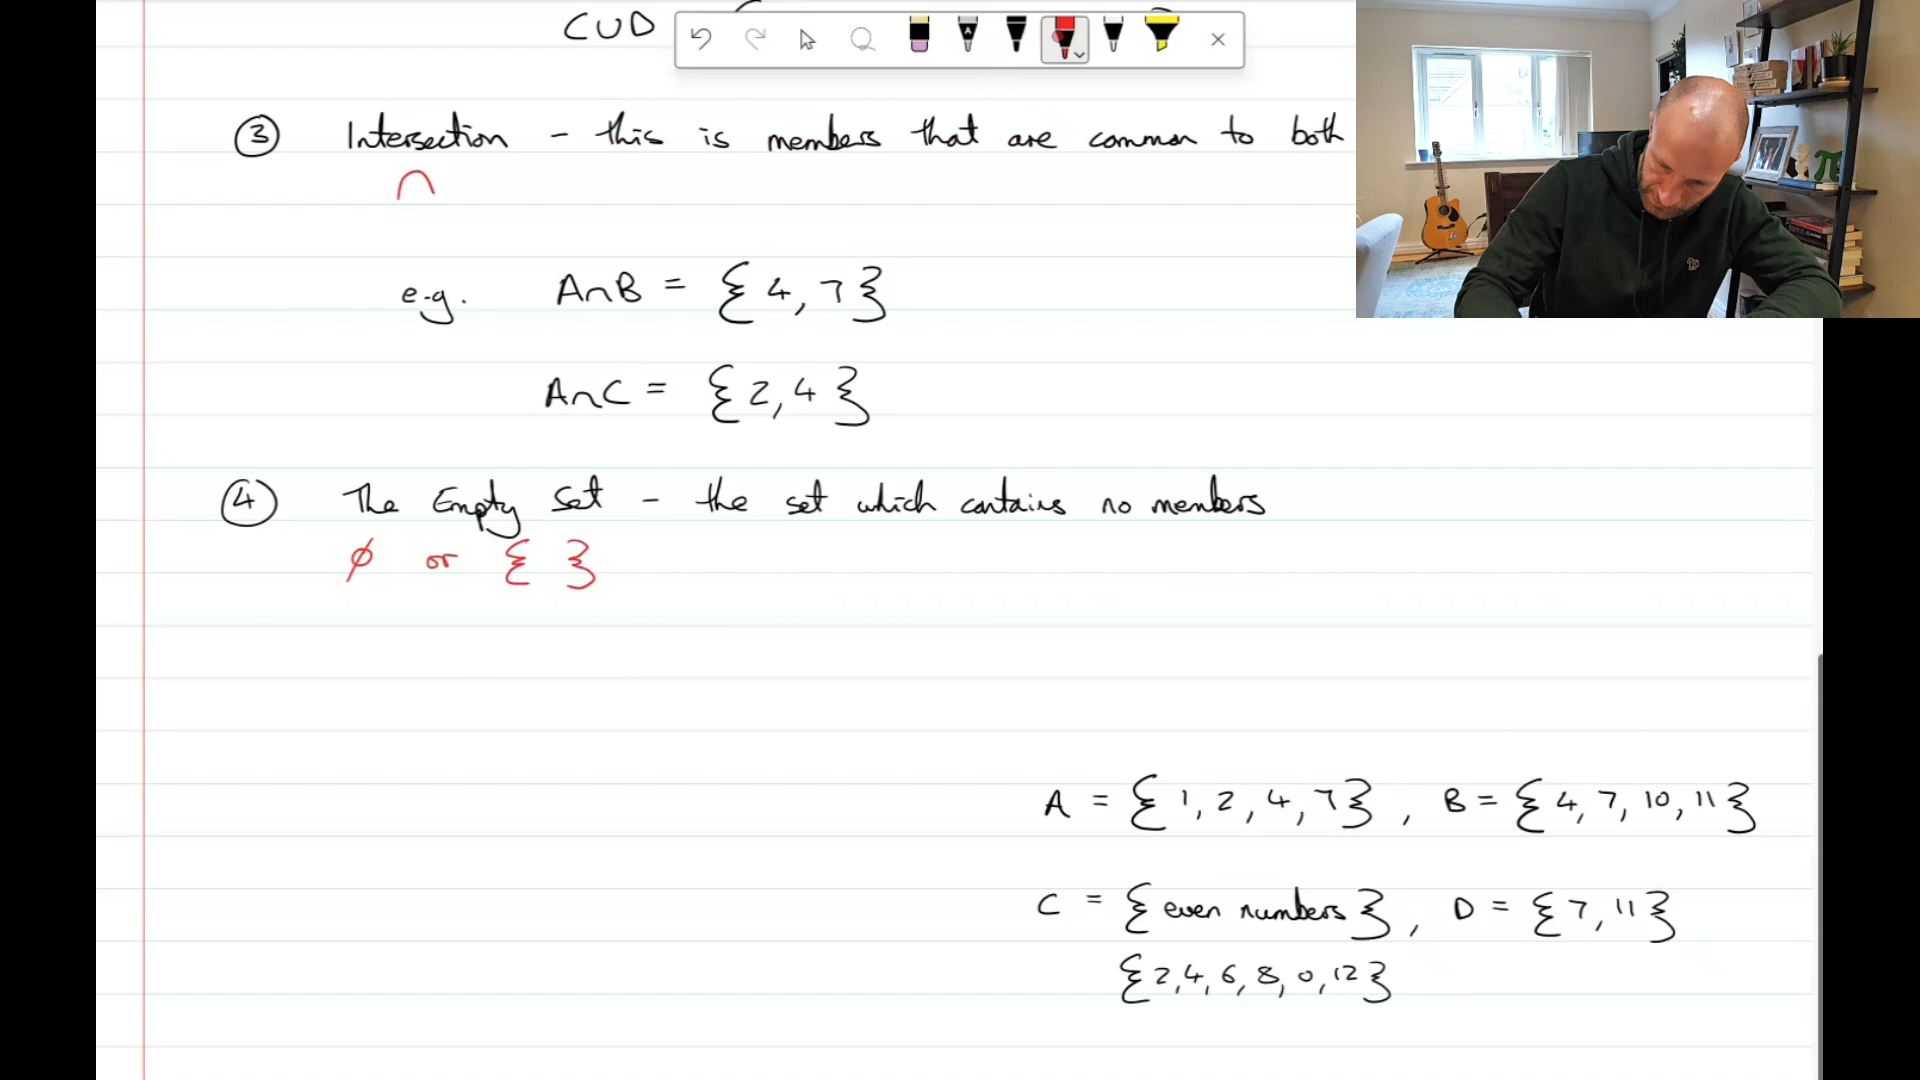 CUD
③ Intersection - this is members that are common to both
∩
e.g. A∩B = {4, 7}
A∩C = {2, 4}
④ The Empty Set - the set which contains no members
∅ or { }
A = {1, 2, 4, 7}, B = {4, 7, 10, 11}
C = {even numbers}, D = {7, 11}
{2, 4, 6, 8, 0, 12}